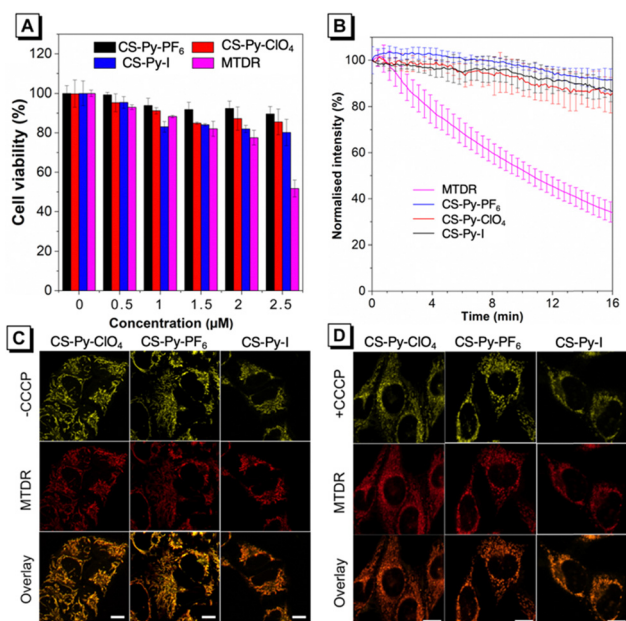 A
CS-Py-PF₆ CS-Py-ClO₄
CS-Py-I MTDR
Cell viability (%)
120
100
80
60
40
20
0
0 0.5 1 1.5 2 2.5
Concentration (μM)
B
Normalised intensity (%)
120
100
80
60
40
MTDR
CS-Py-PF₆
CS-Py-ClO₄
CS-Py-I
0 4 8 12 16
Time (min)
C
CS-Py-ClO₄ CS-Py-PF₆ CS-Py-I
-CCCP
MTDR
Overlay
D
CS-Py-ClO₄ CS-Py-PF₆ CS-Py-I
+CCCP
MTDR
Overlay